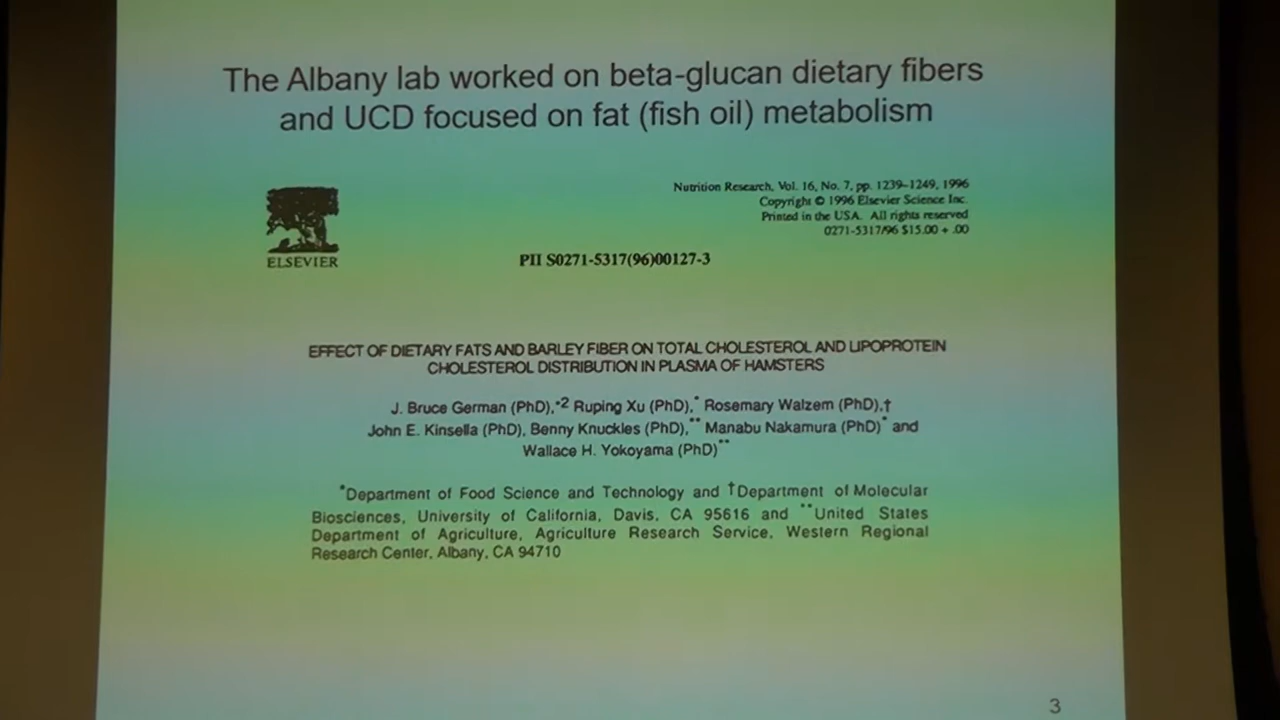 The Albany lab worked on beta-glucan dietary fibers
and UCD focused on fat (fish oil) metabolism
Nutrition Research, Vol. 16, No. 7, pp. 1239–1249, 1996
Copyright © 1996 Elsevier Science Inc.
Printed in the USA. All rights reserved
0271-5317/96 $15.00 + .00
ELSEVIER
PII S0271-5317(96)00127-3
EFFECT OF DIETARY FATS AND BARLEY FIBER ON TOTAL CHOLESTEROL AND LIPOPROTEIN
CHOLESTEROL DISTRIBUTION IN PLASMA OF HAMSTERS
J. Bruce German (PhD),*2 Ruping Xu (PhD),* Rosemary Walzem (PhD),†
John E. Kinsella (PhD), Benny Knuckles (PhD),** Manabu Nakamura (PhD)* and
Wallace H. Yokoyama (PhD)**
*Department of Food Science and Technology and †Department of Molecular
Biosciences, University of California, Davis, CA 95616 and **United States
Department of Agriculture, Agriculture Research Service, Western Regional
Research Center, Albany, CA 94710
3